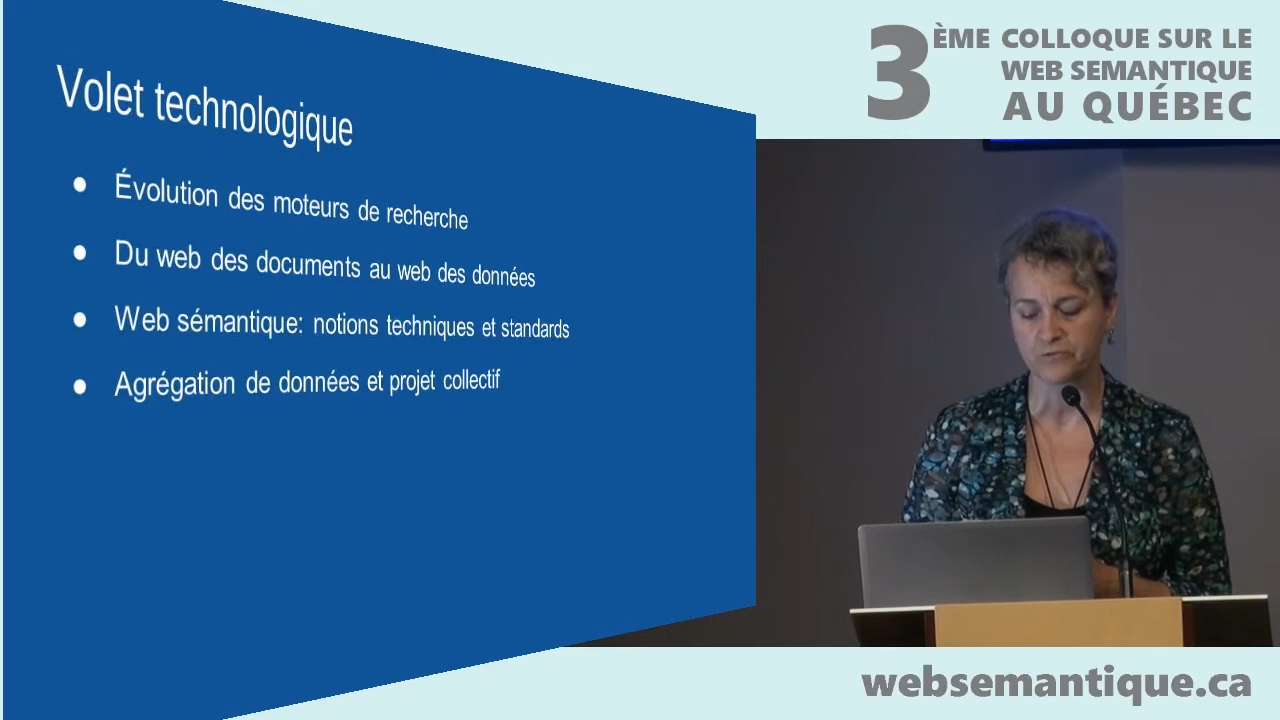 Volet technologique
Évolution des moteurs de recherche
Du web des documents au web des données
Web sémantique: notions techniques et standards
Agrégation de données et projet collectif
3ÈME COLLOQUE SUR LE
WEB SEMANTIQUE
AU QUÉBEC
websemantique.ca